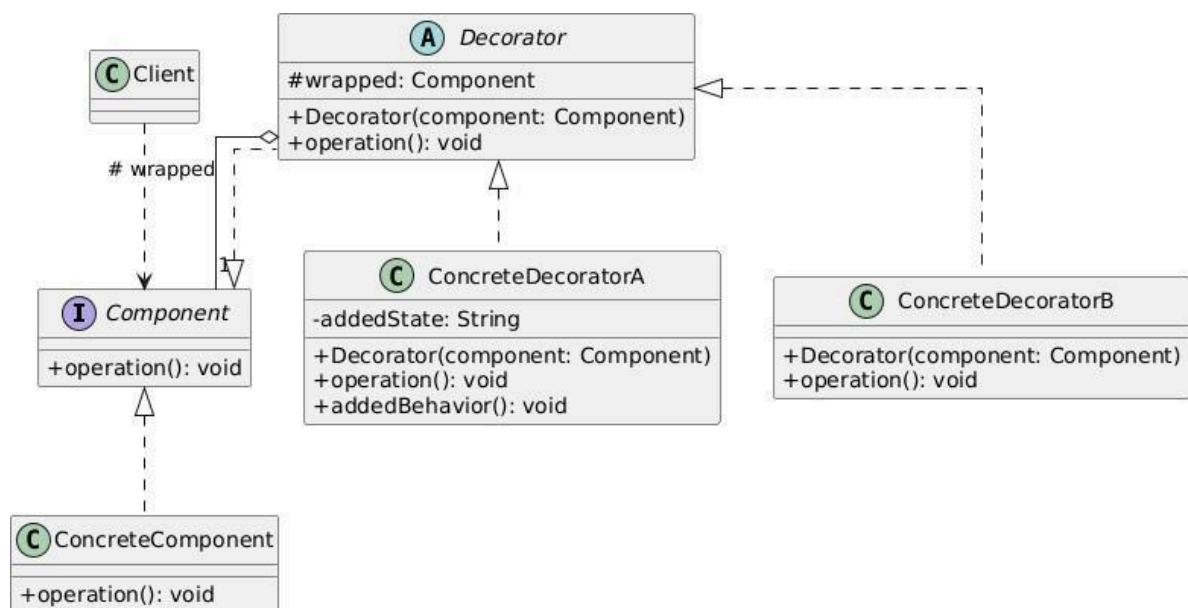 A Decorator
#wrapped: Component
+Decorator(component: Component)
+operation(): void
C Client
# wrapped
1
I Component
+operation(): void
C ConcreteDecoratorA
-addedState: String
+Decorator(component: Component)
+operation(): void
+addedBehavior(): void
C ConcreteDecoratorB
+Decorator(component: Component)
+operation(): void
C ConcreteComponent
+operation(): void